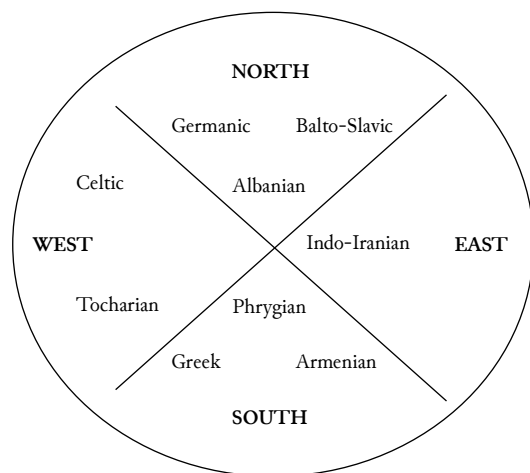 NORTH
Germanic Balto-Slavic
Celtic Albanian
WEST Indo-Iranian EAST
Tocharian Phrygian
Greek Armenian
SOUTH